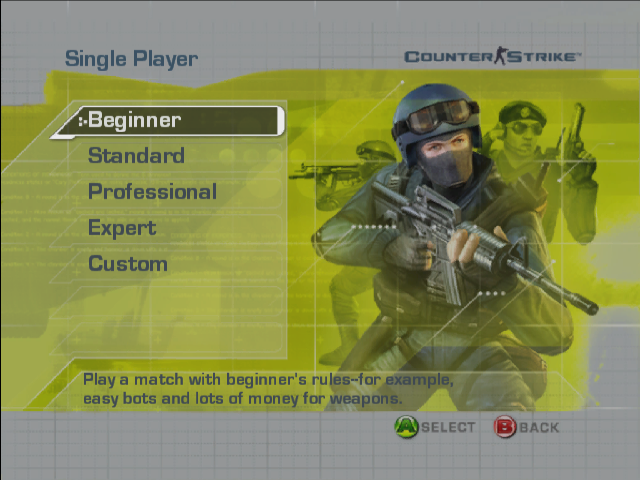 Single Player
COUNTER STRIKE™
Beginner
Standard
Professional
Expert
Custom
Play a match with beginner's rules-for example,
easy bots and lots of money for weapons.
A SELECT B BACK